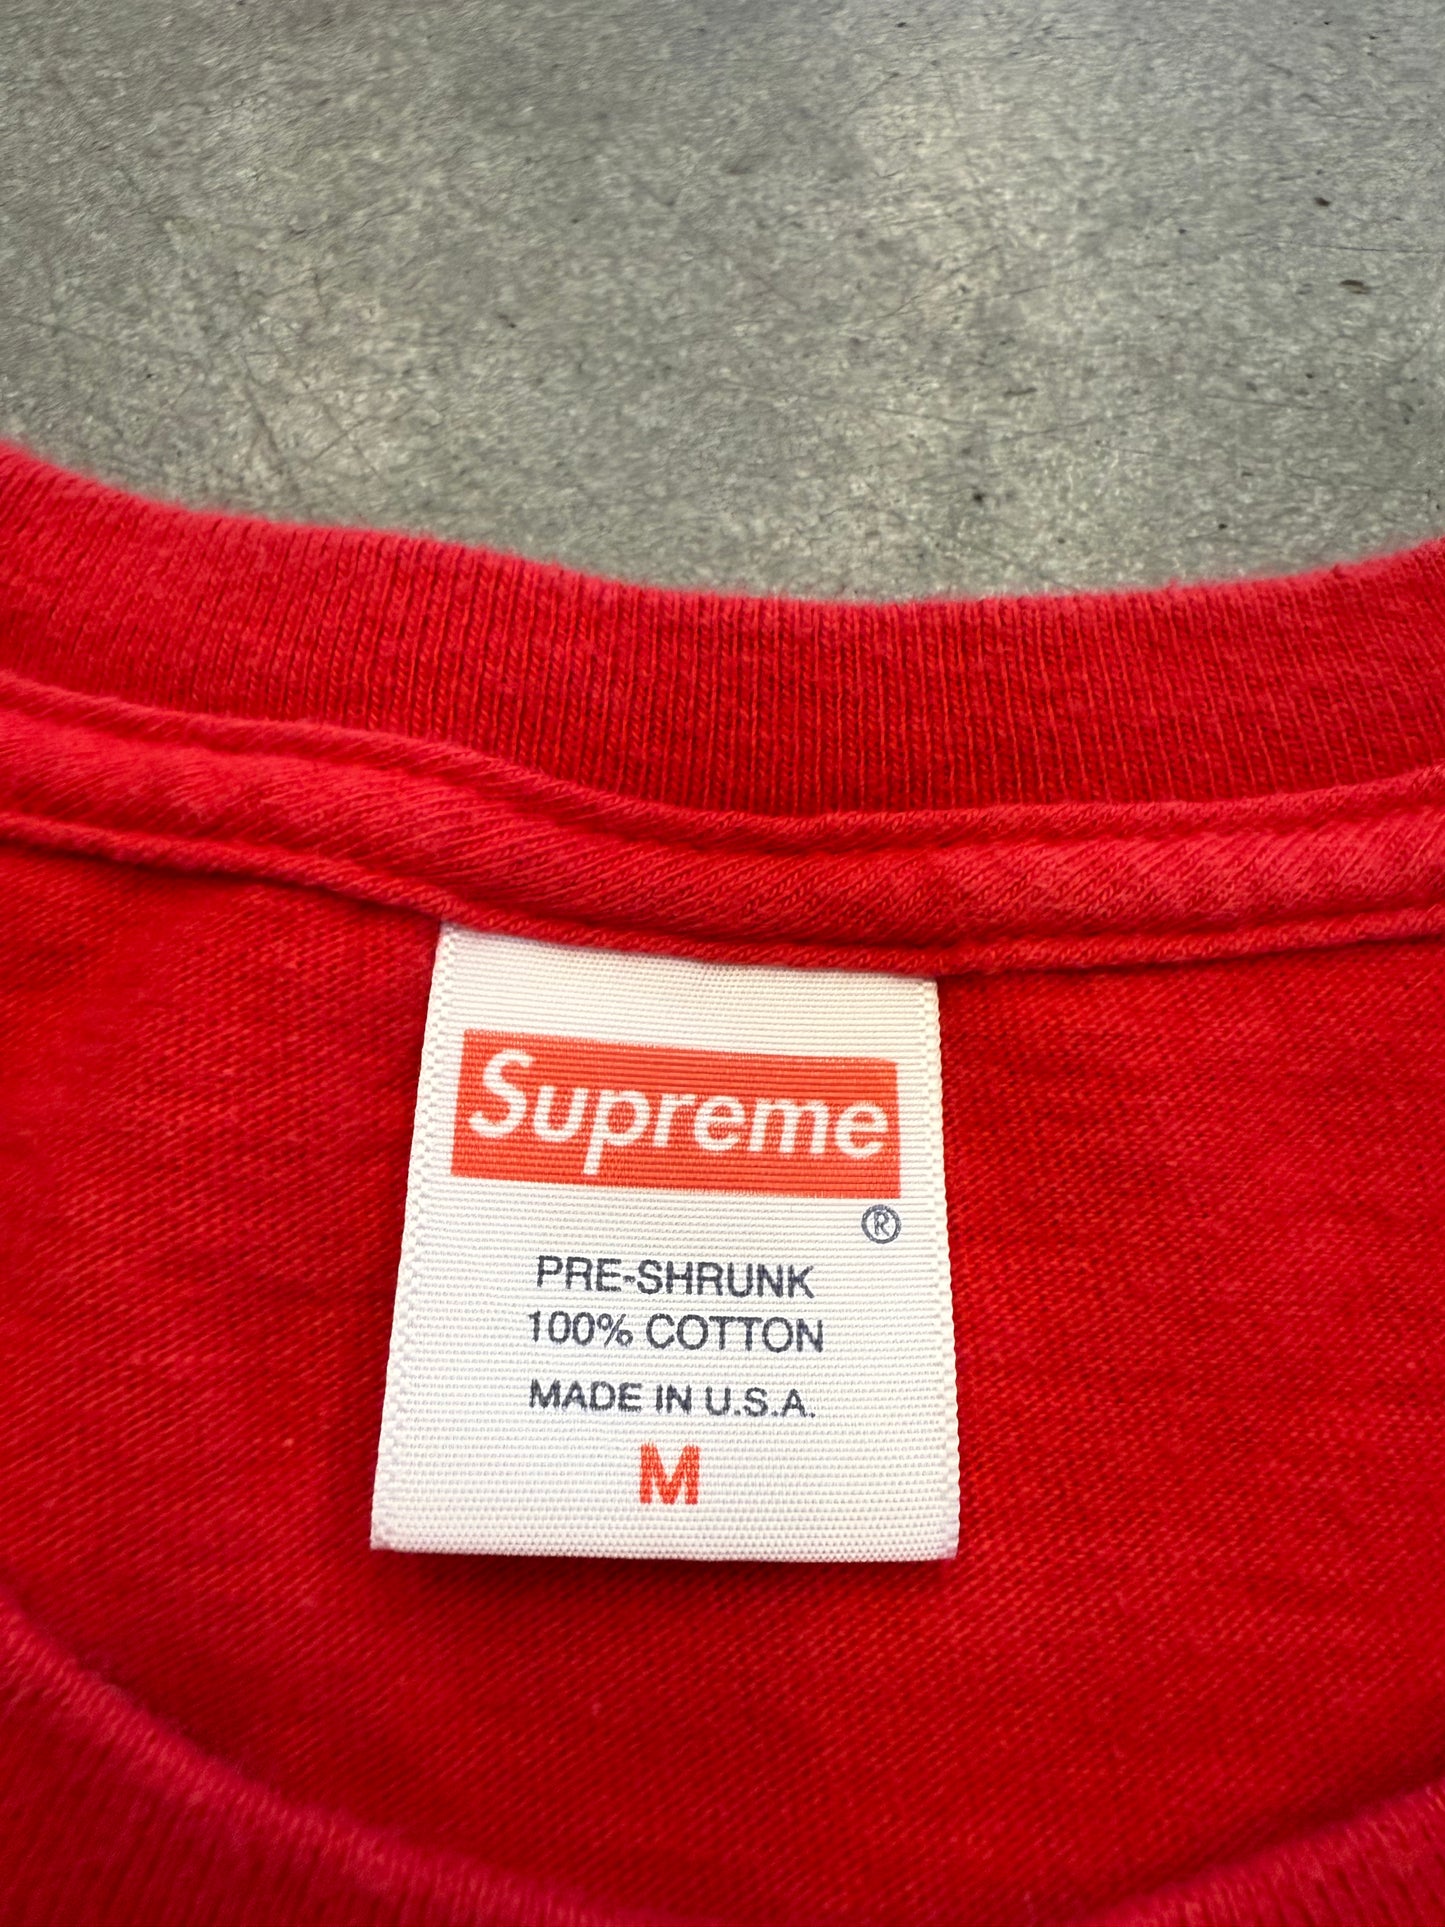 Supreme
®
PRE-SHRUNK
100% COTTON
MADE IN U.S.A.
M